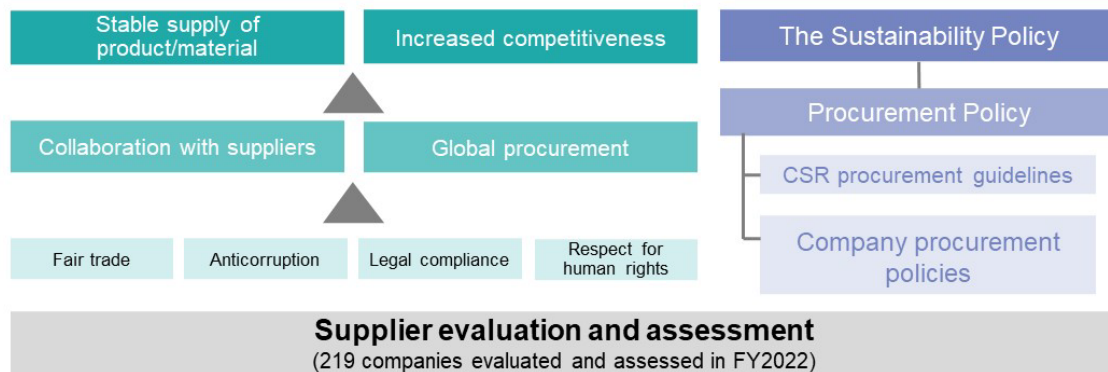 Stable supply of
product/material
Increased competitiveness
Collaboration with suppliers
Global procurement
Fair trade
Anticorruption
Legal compliance
Respect for
human rights
The Sustainability Policy
Procurement Policy
CSR procurement guidelines
Company procurement
policies
Supplier evaluation and assessment
(219 companies evaluated and assessed in FY2022)